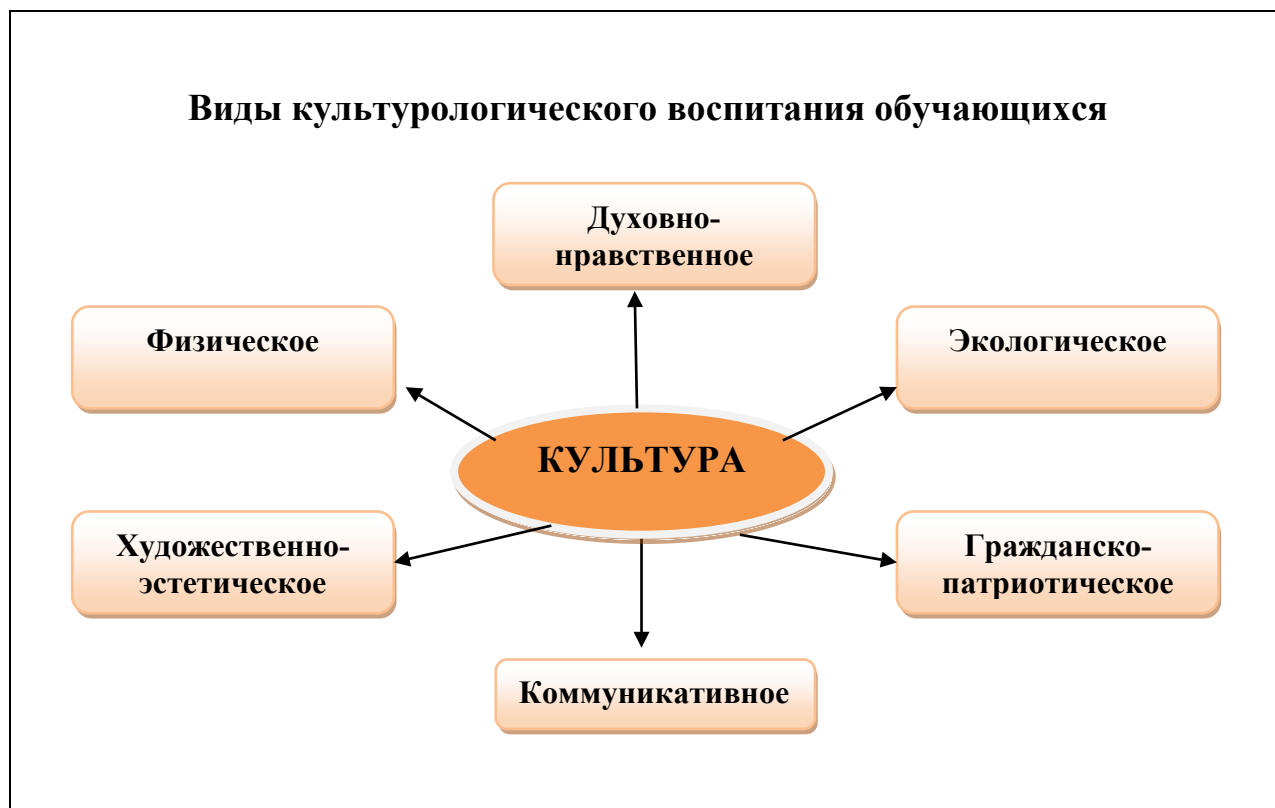 Виды культурологического воспитания обучающихся
Духовно-
нравственное
Физическое
Экологическое
КУЛЬТУРА
Художественно-
эстетическое
Гражданско-
патриотическое
Коммуникативное